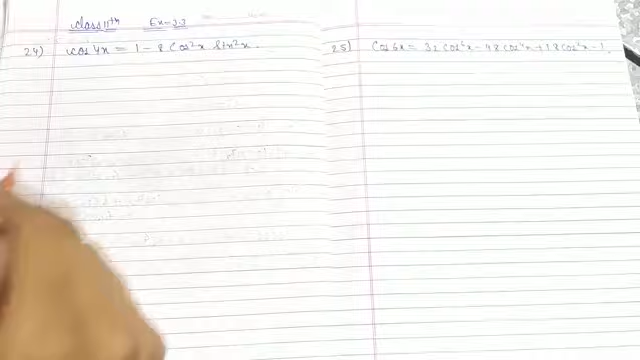 class 11th Ex=3.3
24) cos 4x = 1 - 8 cos²x sin²x.
25) Cos 6x = 32 cos⁶x - 48 cos⁴x + 18 cos²x - 1.